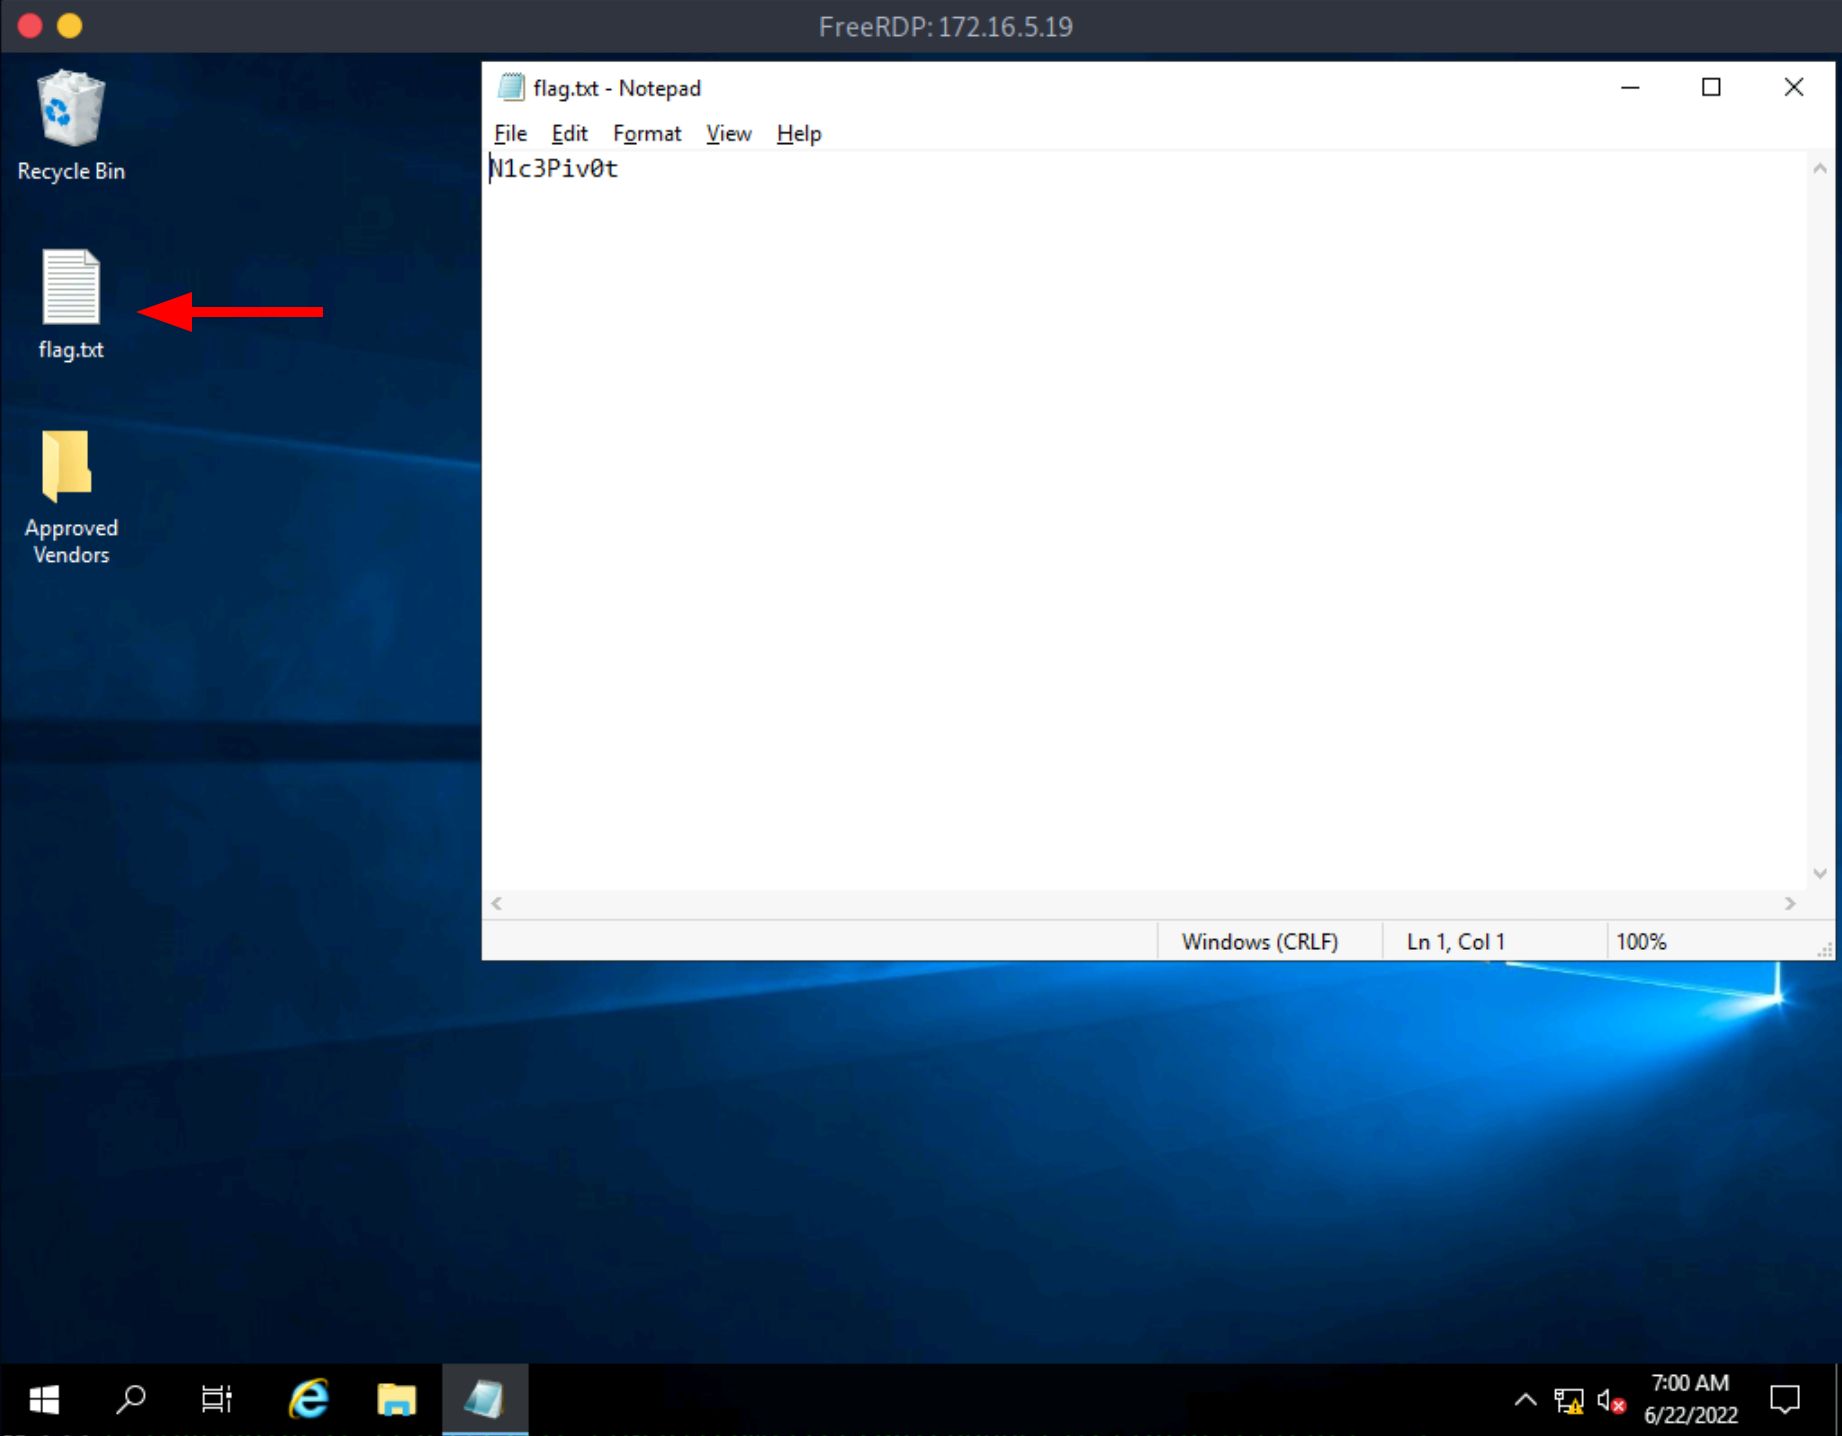 FreeRDP: 172.16.5.19
Recycle Bin
flag.txt
Approved
Vendors
flag.txt - Notepad
File Edit Format View Help
N1c3Piv0t
Windows (CRLF) Ln 1, Col 1 100%
7:00 AM
6/22/2022